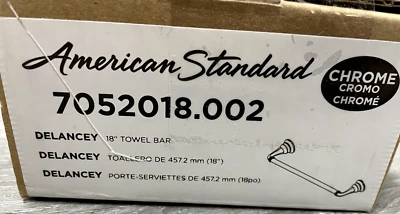 American Standard
CHROME
CROMO
CHROMÉ
7052018.002
DELANCEY 18" TOWEL BAR
DELANCEY TOALLERO DE 457.2 mm (18")
DELANCEY PORTE-SERVIETTES DE 457.2 mm (18po)